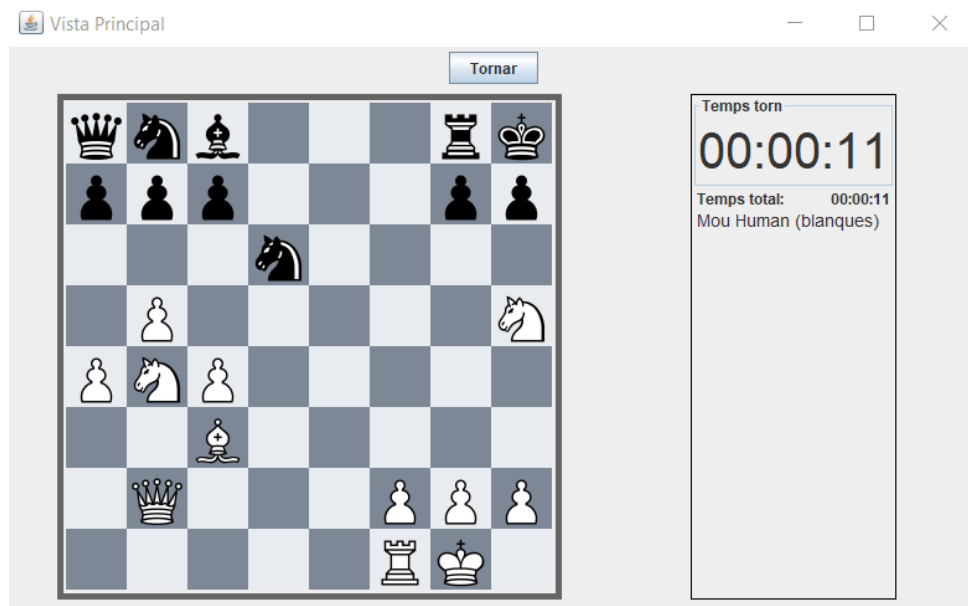 Vista Principal
Tornar
Temps torn
00:00:11
Temps total: 00:00:11
Mou Human (blanques)